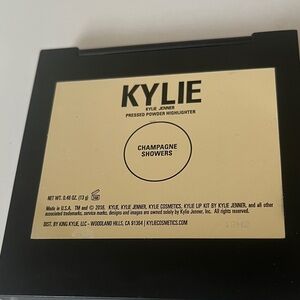 KYLIE
KYLIE JENNER
PRESSED POWDER HIGHLIGHTER
CHAMPAGNE
SHOWERS
NET WT. 0.46 OZ. (13 g)
Made in U.S.A. TM and © 2016, KYLIE, KYLIE JENNER, KYLIE COSMETICS, KYLIE LIP KIT BY KYLIE JENNER, and all other
associated trademarks, service marks, designs and images are owned solely by Kylie Jenner, Inc. All rights reserved.
DIST. BY KING KYLIE, LLC - WOODLAND HILLS, CA 91364 | KYLIECOSMETICS.COM